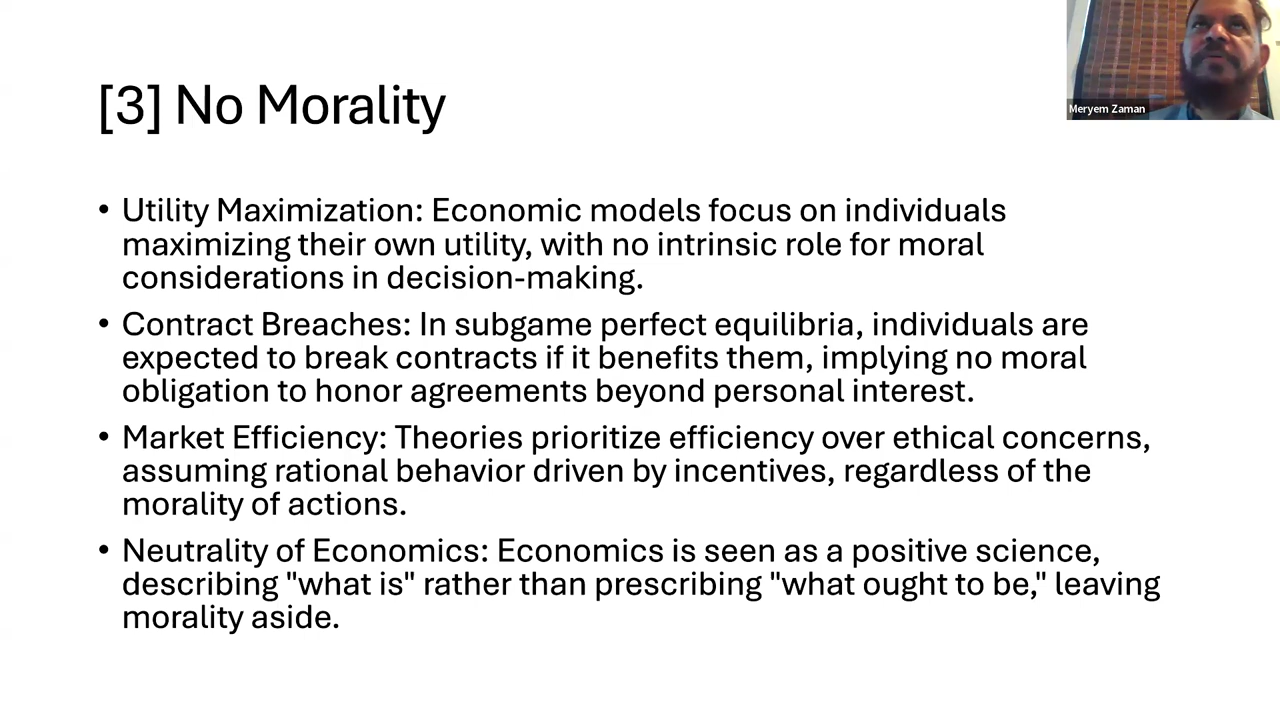 [3] No Morality
Meryem Zaman
• Utility Maximization: Economic models focus on individuals
maximizing their own utility, with no intrinsic role for moral
considerations in decision-making.
• Contract Breaches: In subgame perfect equilibria, individuals are
expected to break contracts if it benefits them, implying no moral
obligation to honor agreements beyond personal interest.
• Market Efficiency: Theories prioritize efficiency over ethical concerns,
assuming rational behavior driven by incentives, regardless of the
morality of actions.
• Neutrality of Economics: Economics is seen as a positive science,
describing "what is" rather than prescribing "what ought to be," leaving
morality aside.